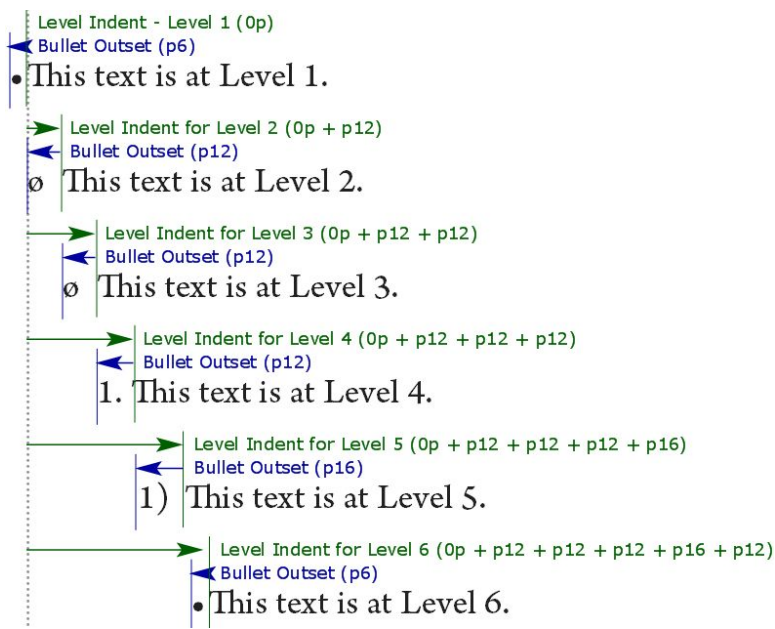 Level Indent - Level 1 (0p)
Bullet Outset (p6)
• This text is at Level 1.
Level Indent for Level 2 (0p + p12)
Bullet Outset (p12)
ø This text is at Level 2.
Level Indent for Level 3 (0p + p12 + p12)
Bullet Outset (p12)
ø This text is at Level 3.
Level Indent for Level 4 (0p + p12 + p12 + p12)
Bullet Outset (p12)
1. This text is at Level 4.
Level Indent for Level 5 (0p + p12 + p12 + p12 + p16)
Bullet Outset (p16)
1) This text is at Level 5.
Level Indent for Level 6 (0p + p12 + p12 + p12 + p16 + p12)
Bullet Outset (p6)
• This text is at Level 6.